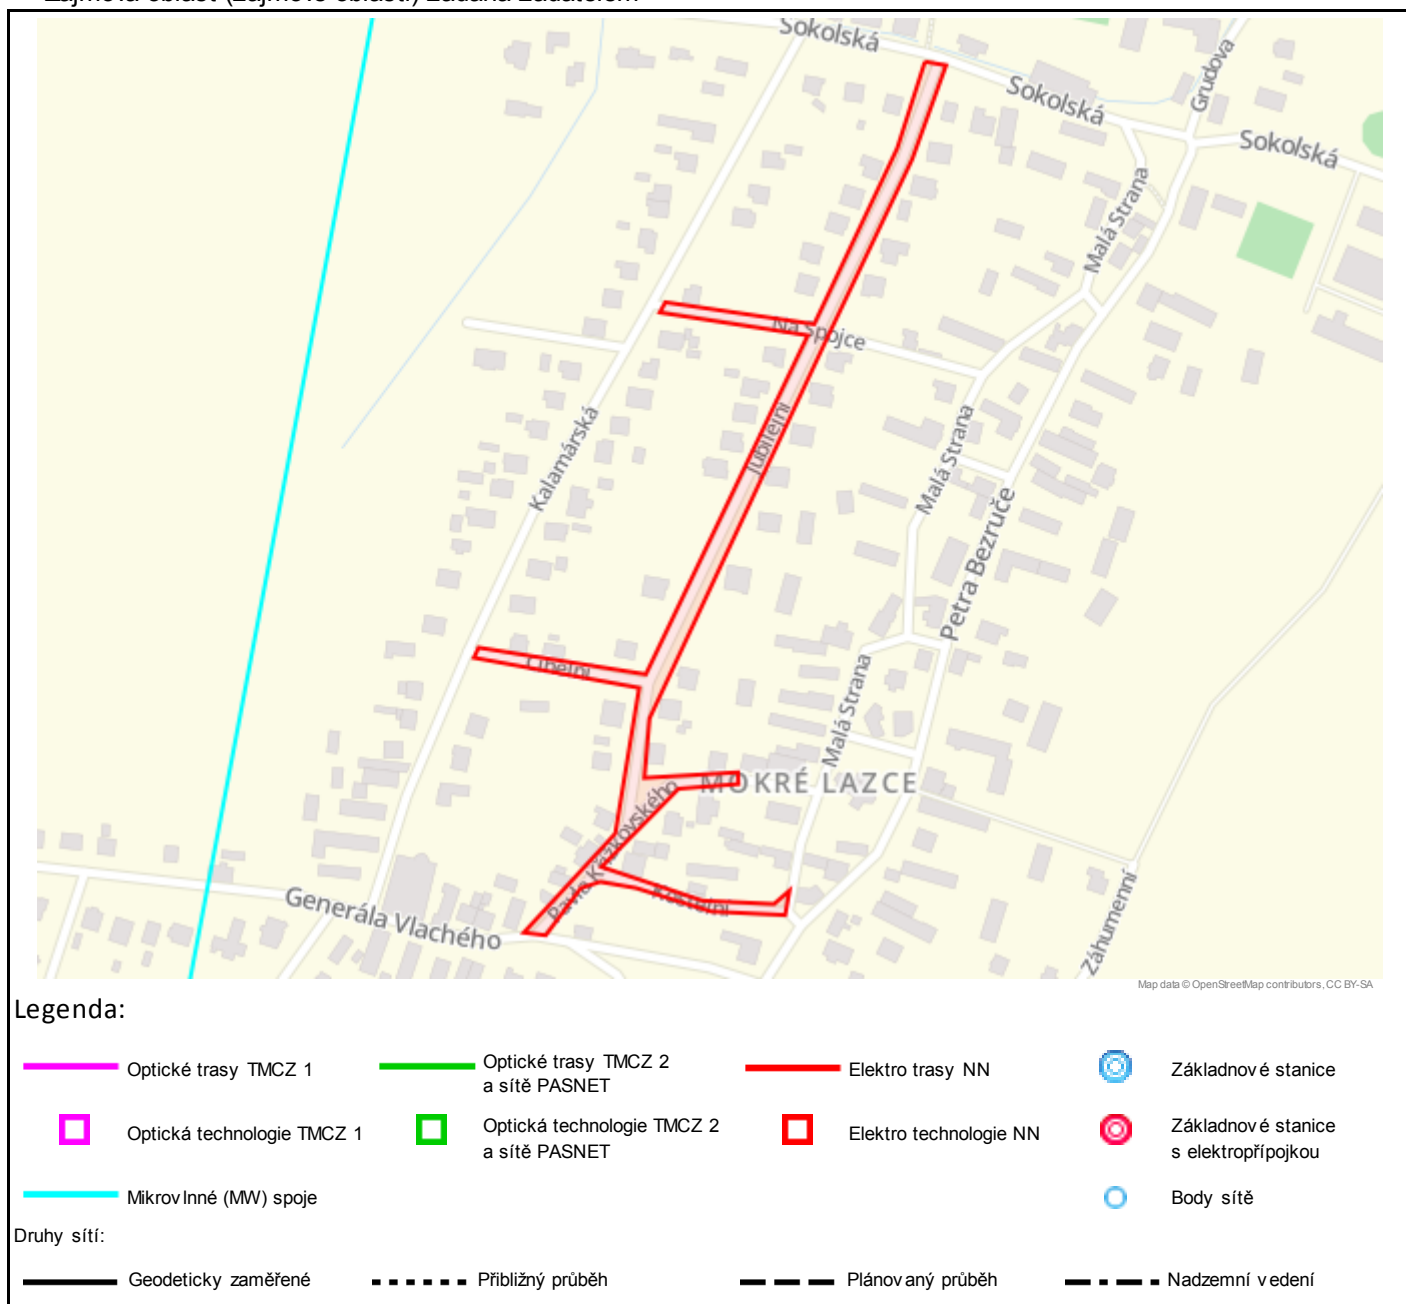 Sokolská
Sokolská
Grudova
Sokolská
Malá Strana
Na Spojce
Jubilejní
Kalamárská
Malá Strana
Petra Bezruče
Cihelní
Malá Strana
MOKRÉ LAZCE
Pavla Křížkovského
Kostelní
Generála Vlachého
Záhumenní
Map data © OpenStreetMap contributors, CC BY-SA
Legenda:
Optické trasy TMCZ 1
Optické trasy TMCZ 2
a sítě PASNET
Elektro trasy NN
Základnové stanice
Optická technologie TMCZ 1
Optická technologie TMCZ 2
a sítě PASNET
Elektro technologie NN
Základnové stanice
s elektropřípojkou
Mikrovlnné (MW) spoje
Body sítě
Druhy sítí:
Geodeticky zaměřené
Přibližný průběh
Plánovaný průběh
Nadzemní vedení